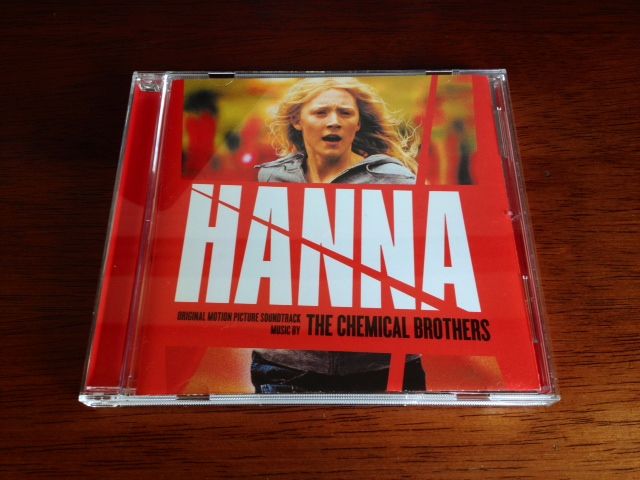 HANNA
ORIGINAL MOTION PICTURE SOUNDTRACK
MUSIC BY THE CHEMICAL BROTHERS